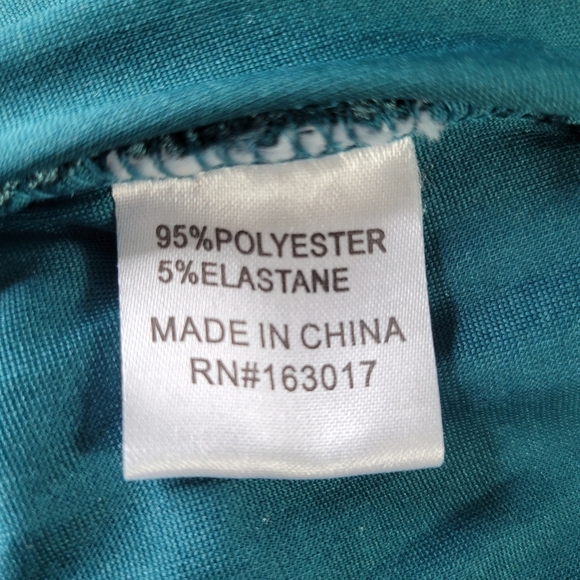 95%POLYESTER
5%ELASTANE
MADE IN CHINA
RN#163017